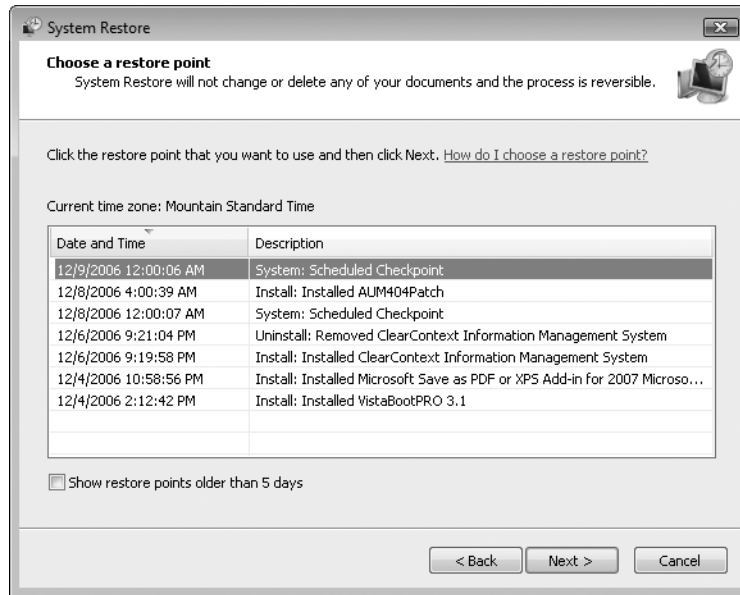 System Restore
Choose a restore point
System Restore will not change or delete any of your documents and the process is reversible.
Click the restore point that you want to use and then click Next. How do I choose a restore point?
Current time zone: Mountain Standard Time
Date and Time Description
12/9/2006 12:00:06 AM System: Scheduled Checkpoint
12/8/2006 4:00:39 AM Install: Installed AUM404Patch
12/8/2006 12:00:07 AM System: Scheduled Checkpoint
12/6/2006 9:21:04 PM Uninstall: Removed ClearContext Information Management System
12/6/2006 9:19:58 PM Install: Installed ClearContext Information Management System
12/4/2006 10:58:56 PM Install: Installed Microsoft Save as PDF or XPS Add-in for 2007 Microso...
12/4/2006 2:12:42 PM Install: Installed VistaBootPRO 3.1
Show restore points older than 5 days
< Back Next > Cancel